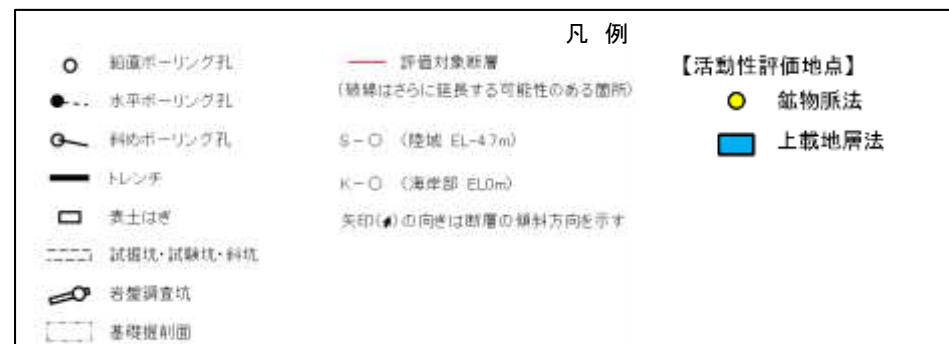 凡 例
鉛直ボーリング孔
水平ボーリング孔
斜めボーリング孔
トレンチ
表土はぎ
試掘坑・試験坑・斜坑
岩盤調査坑
基礎掘削面
評価対象断層
(破線はさらに延長する可能性のある箇所)
S-○ (陸域 EL-4.7m)
K-○ (海岸部 EL0m)
矢印( )の向きは断層の傾斜方向を示す
【活動性評価地点】
鉱物脈法
上載地層法